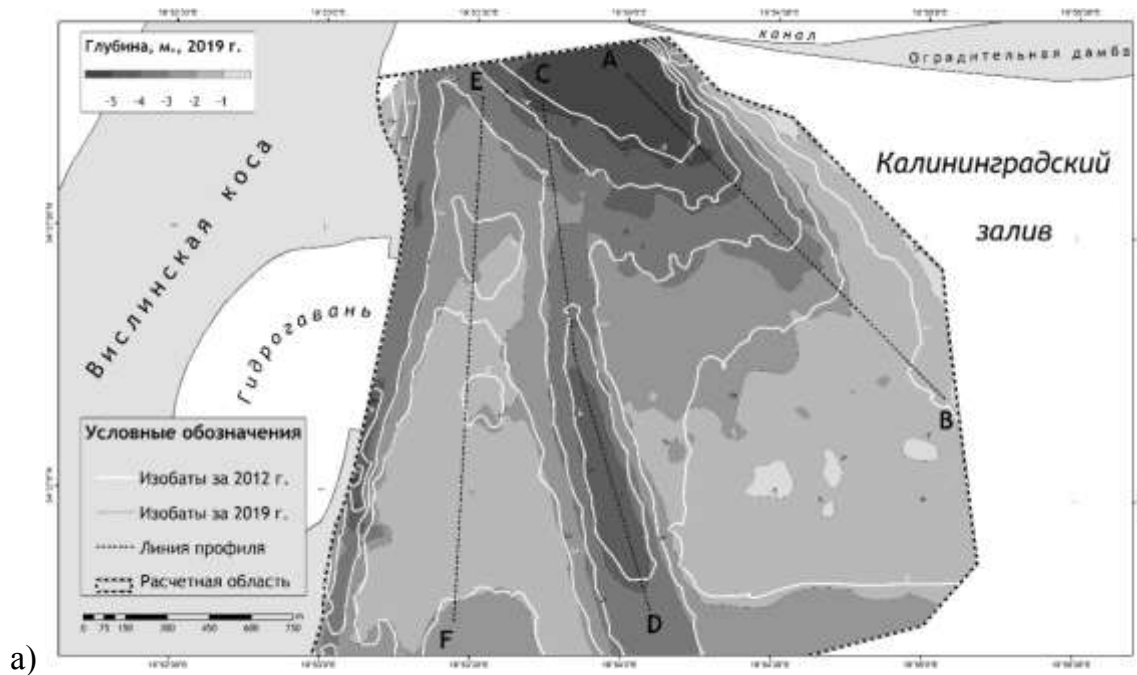 Глубина, м., 2019 г.
-5 -4 -3 -2 -1
канал
Оградительная дамба
Калининградский
залив
Вислинская коса
Гидрогавань
E
C
A
B
D
F
Условные обозначения
Изобаты за 2012 г.
Изобаты за 2019 г.
Линия профиля
Расчетная область
0 75 150 300 450 600 750
а)